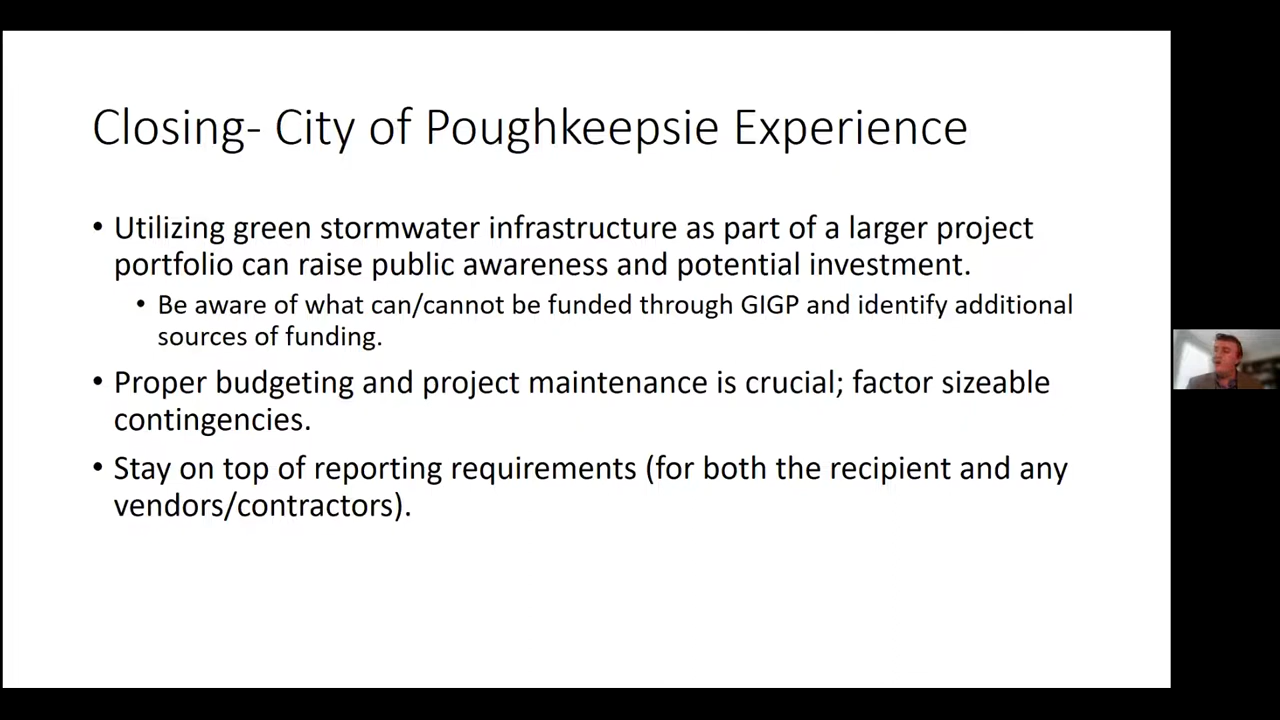 Closing- City of Poughkeepsie Experience
• Utilizing green stormwater infrastructure as part of a larger project
portfolio can raise public awareness and potential investment.
• Be aware of what can/cannot be funded through GIGP and identify additional
sources of funding.
• Proper budgeting and project maintenance is crucial; factor sizeable
contingencies.
• Stay on top of reporting requirements (for both the recipient and any
vendors/contractors).